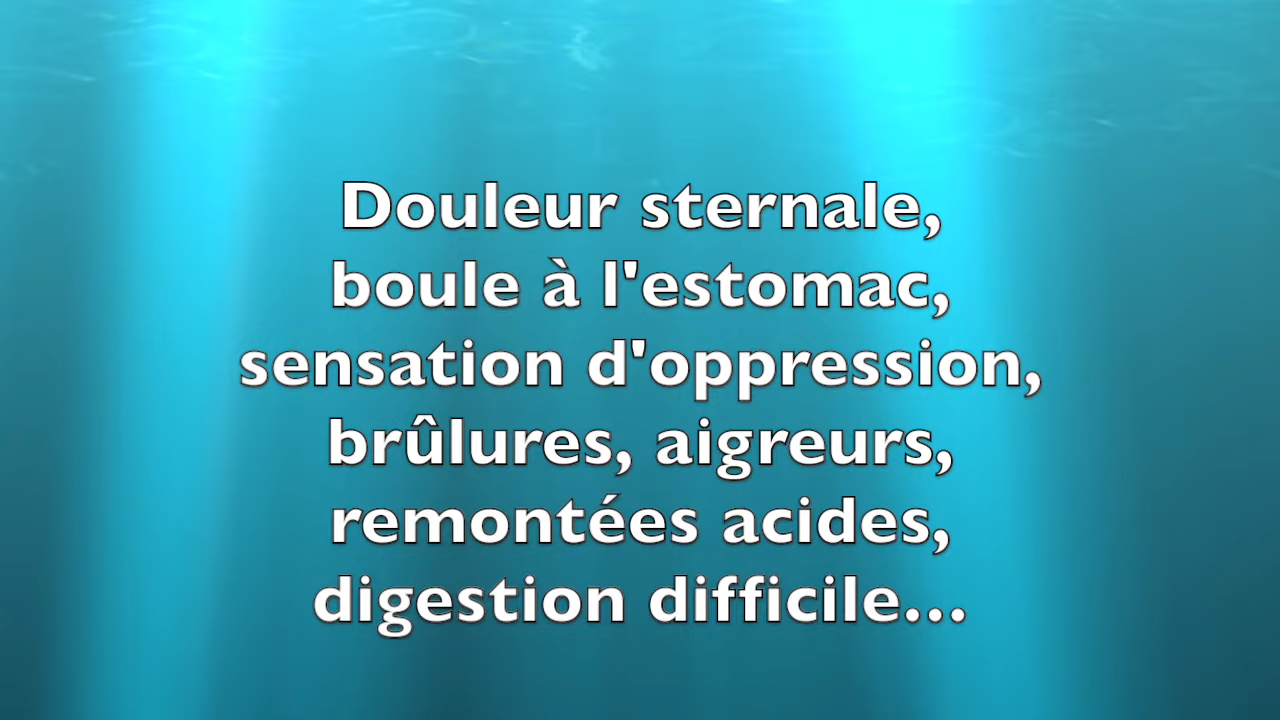 Douleur sternale,
boule à l'estomac,
sensation d'oppression,
brûlures, aigreurs,
remontées acides,
digestion difficile...